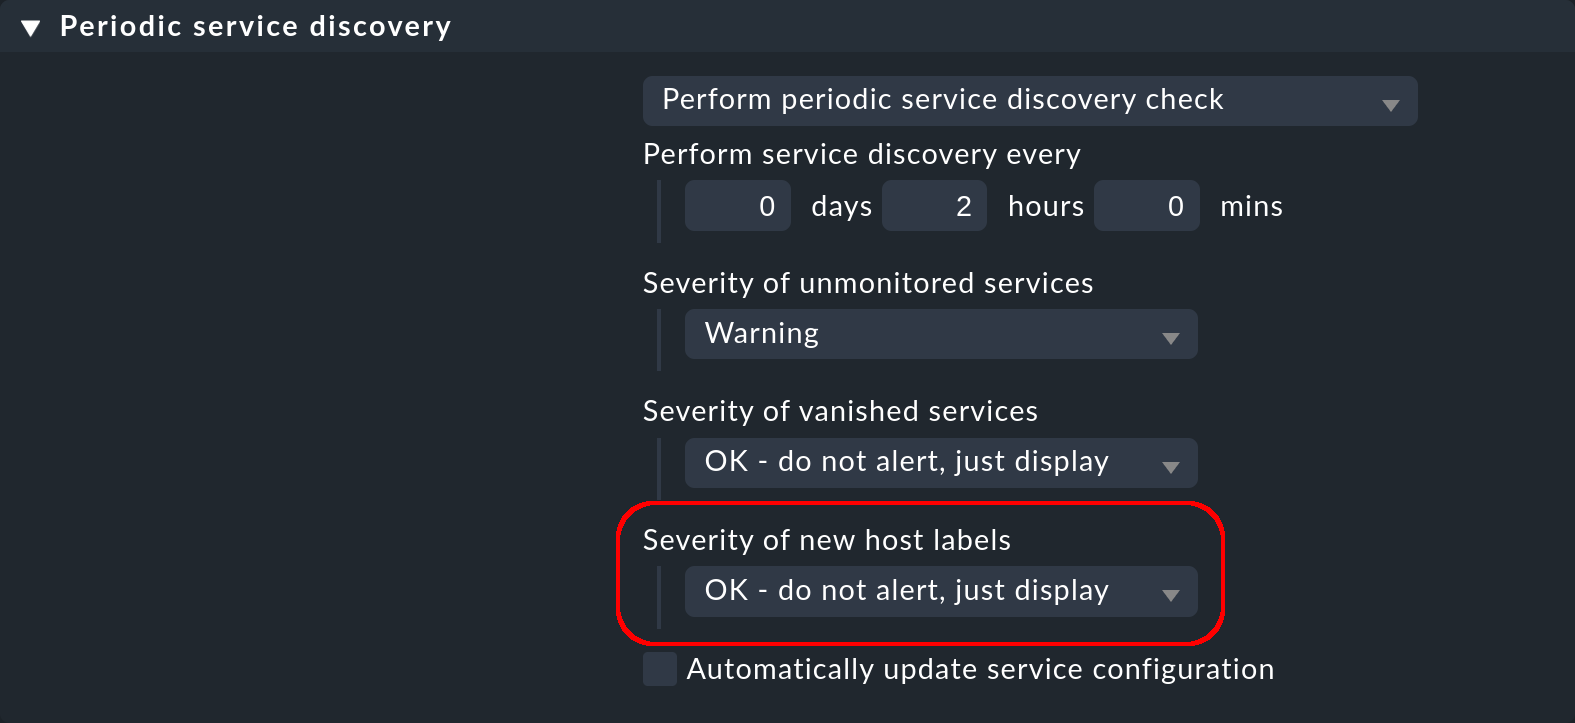 Periodic service discovery
Perform periodic service discovery check
Perform service discovery every
0 days 2 hours 0 mins
Severity of unmonitored services
Warning
Severity of vanished services
OK - do not alert, just display
Severity of new host labels
OK - do not alert, just display
Automatically update service configuration